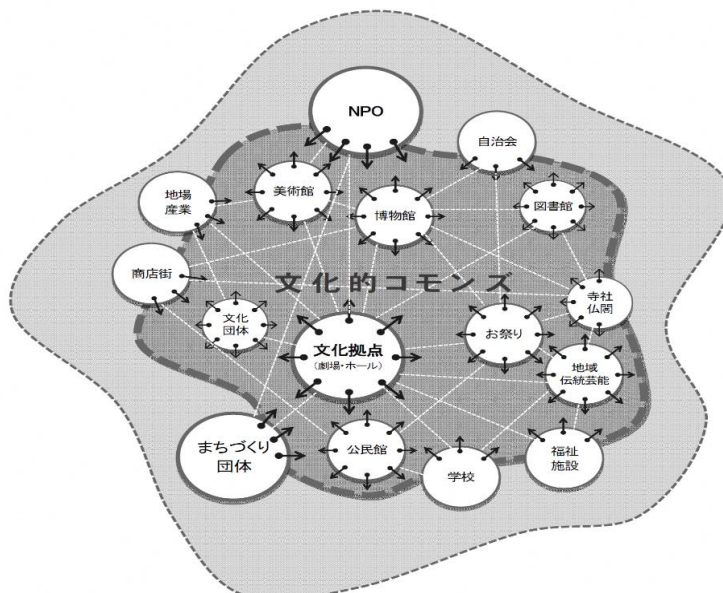 NPO
自治会
美術館
地場
産業
博物館
図書館
商店街
文化的コモンズ
文化
団体
寺社
仏閣
お祭り
文化拠点
(劇場・ホール)
地域
伝統芸能
まちづくり
団体
公民館
学校
福祉
施設